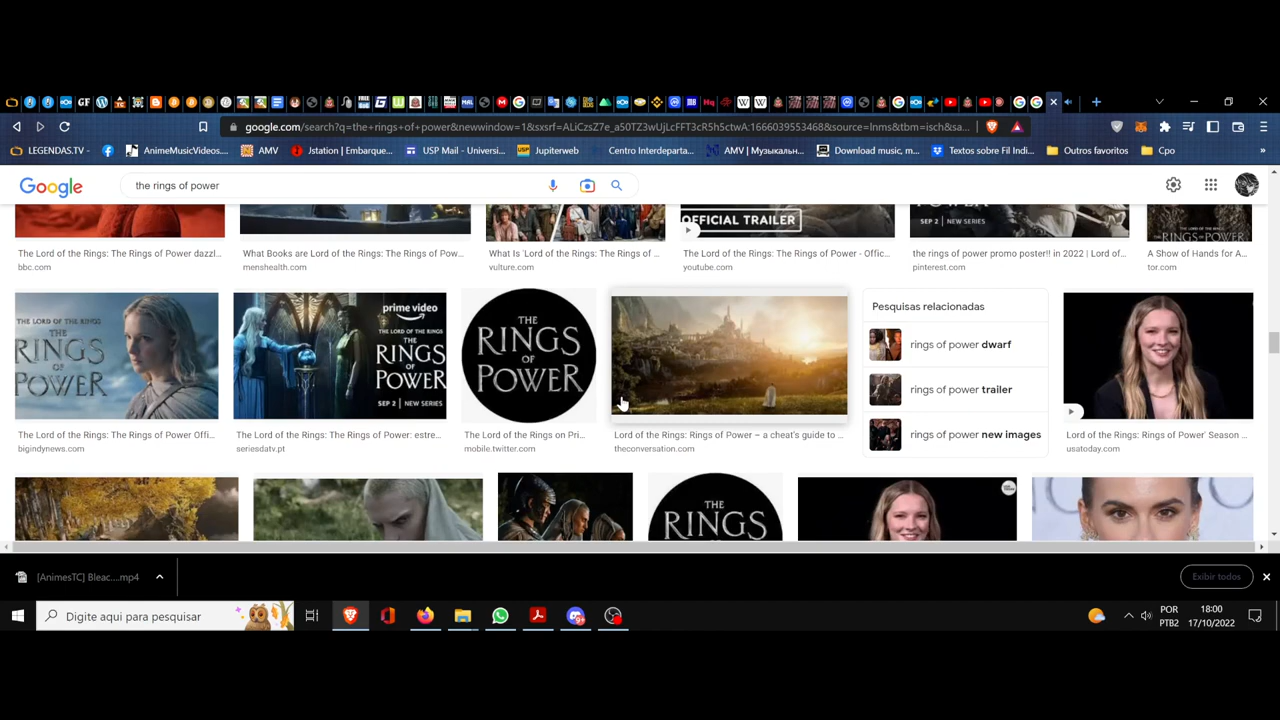 google.com/search?q=the+rings+of+power&newwindow=1&sxsrf=ALiCzsZ7e_a50TZ3wUjLcFFT3cR5h5ctwA:1666039553468&source=lnms&tbm=isch&sa...
LEGENDAS.TV -
Facebook
AnimeMusicVideos....
AMV
Jstation | Embarque...
USP Mail - Universi...
Jupiterweb
Centro Interdeparta...
AMV | Музыкальн...
Download music, m...
Textos sobre Fil Indi...
Outros favoritos
Cpo
»
Google
the rings of power
OFFICIAL TRAILER
SEP 2 | NEW SERIES
The Lord of the Rings: The Rings of Power dazzl...
bbc.com
What Books are Lord of the Rings: The Rings of Pow...
menshealth.com
What Is 'Lord of the Rings: The Rings of ...
vulture.com
The Lord of the Rings: The Rings of Power - Offic...
youtube.com
the rings of power promo poster!! in 2022 | Lord of...
pinterest.com
A Show of Hands for A...
tor.com
THE LORD OF THE RINGS
THE
RINGS
OF
POWER
prime video
THE LORD OF THE RINGS
THE
RINGS
OF
POWER
SEP 2 | NEW SERIES
THE
RINGS
OF
POWER
Pesquisas relacionadas
rings of power dwarf
rings of power trailer
rings of power new images
The Lord of the Rings: The Rings of Power Offi...
bigindynews.com
The Lord of the Rings: The Rings of Power: estre...
seriesdatv.pt
The Lord of the Rings on Pri...
mobile.twitter.com
Lord of the Rings: Rings of Power – a cheat's guide to ...
theconversation.com
Lord of the Rings: Rings of Power' Season ...
usatoday.com
THE
RINGS
[AnimesTC] Bleac....mp4
Exibir todos
Digite aqui para pesquisar
POR
PTB2
18:00
17/10/2022